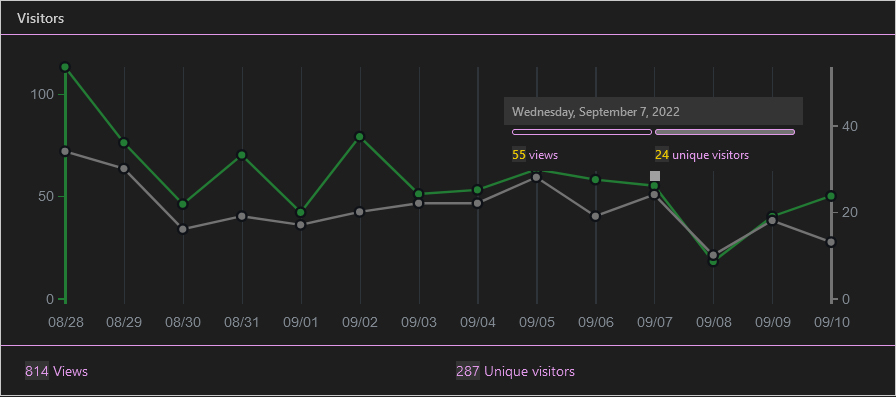 Visitors
100
50
0
40
20
0
Wednesday, September 7, 2022
55 views
24 unique visitors
08/28 08/29 08/30 08/31 09/01 09/02 09/03 09/04 09/05 09/06 09/07 09/08 09/09 09/10
814 Views
287 Unique visitors